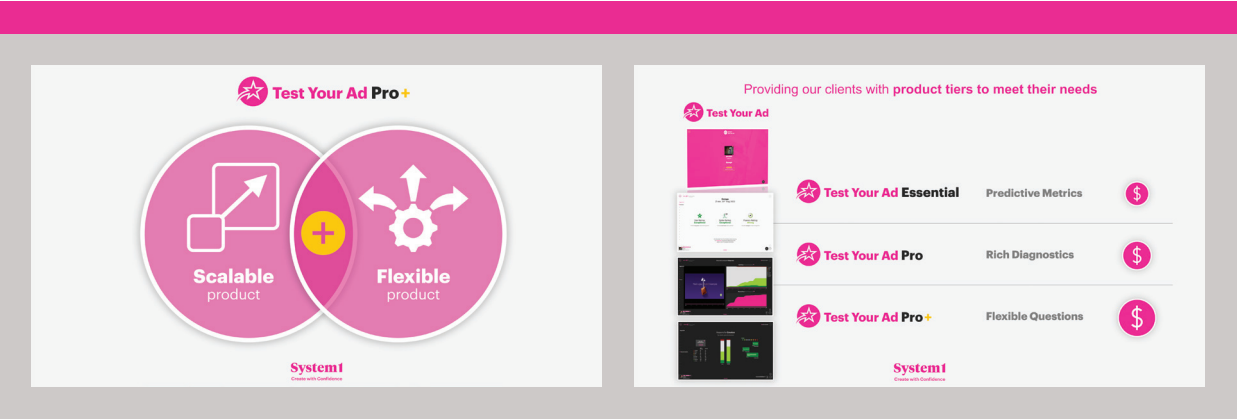 Test Your Ad Pro+
Scalable
product
+
Flexible
product
System1
Create with Confidence
Providing our clients with product tiers to meet their needs
Test Your Ad
Test Your Ad Essential
Predictive Metrics
$
Test Your Ad Pro
Rich Diagnostics
$
Test Your Ad Pro+
Flexible Questions
$
System1
Create with Confidence